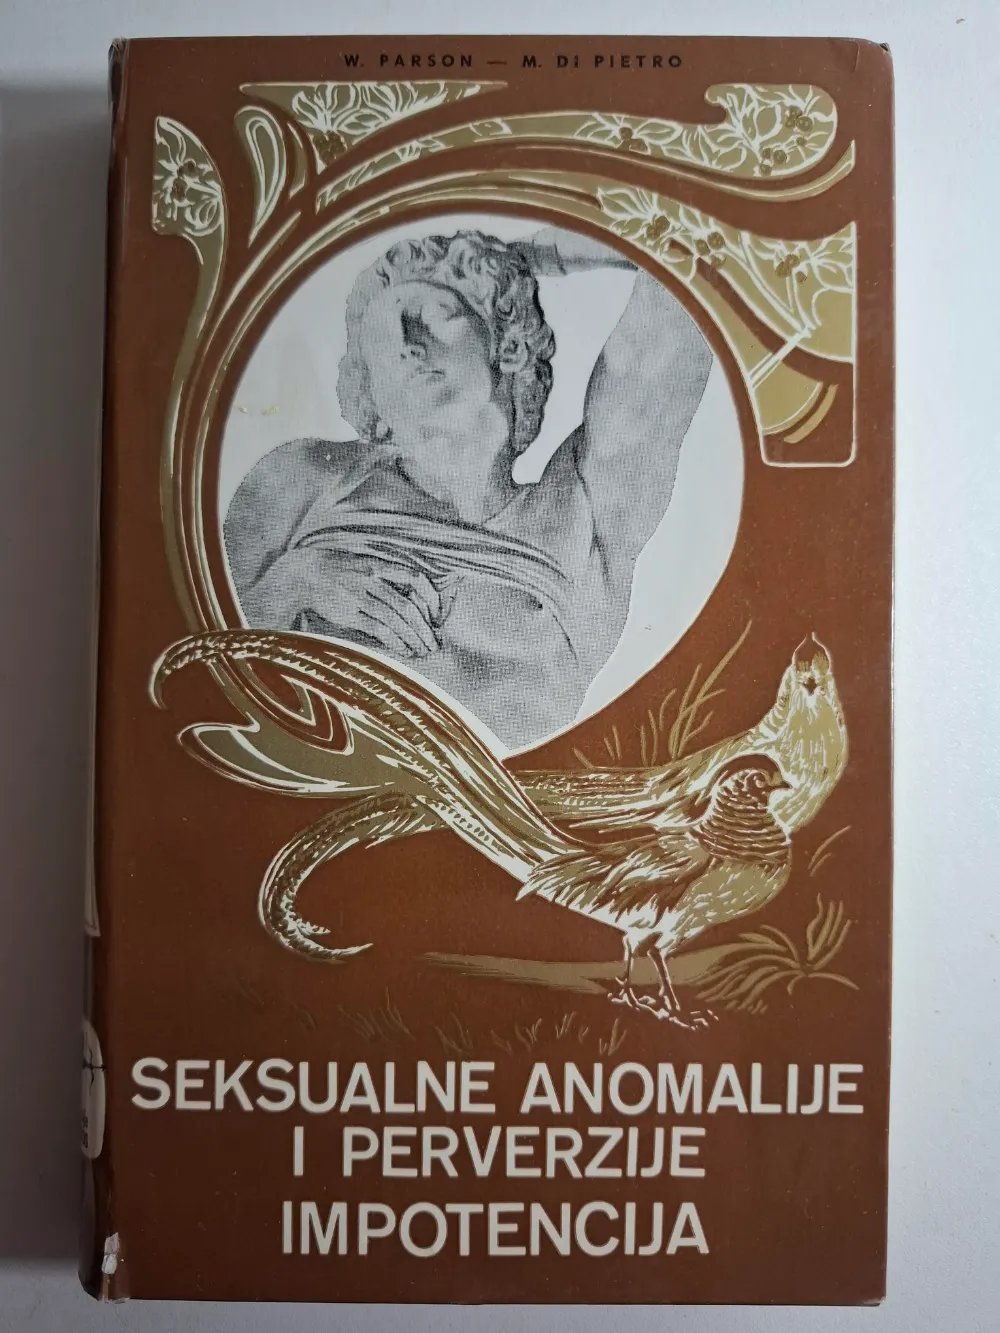 W. PARSON — M. DI PIETRO
SEKSUALNE ANOMALIJE
I PERVERZIJE
IMPOTENCIJA